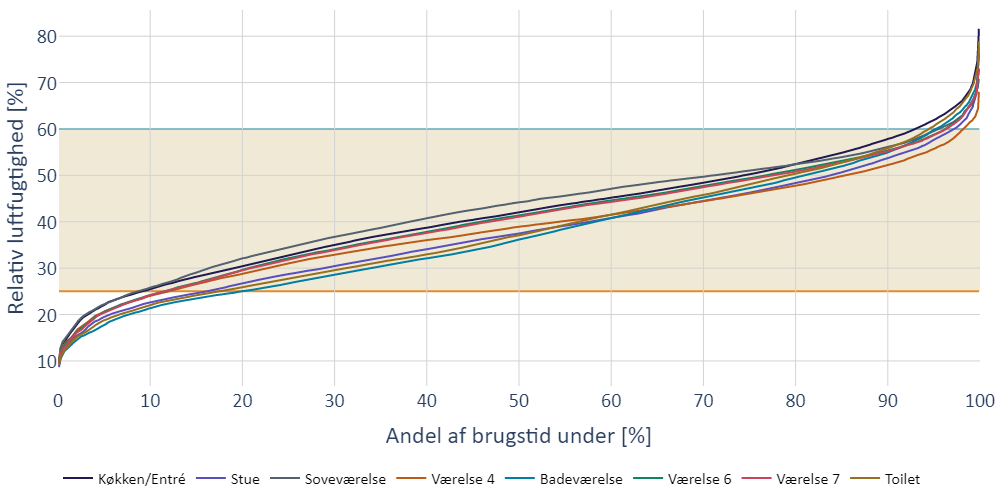 Relativ luftfugtighed [%]
80
70
60
50
40
30
20
10
0 10 20 30 40 50 60 70 80 90 100
Andel af brugstid under [%]
Køkken/Entré Stue Soveværelse Værelse 4 Badeværelse Værelse 6 Værelse 7 Toilet